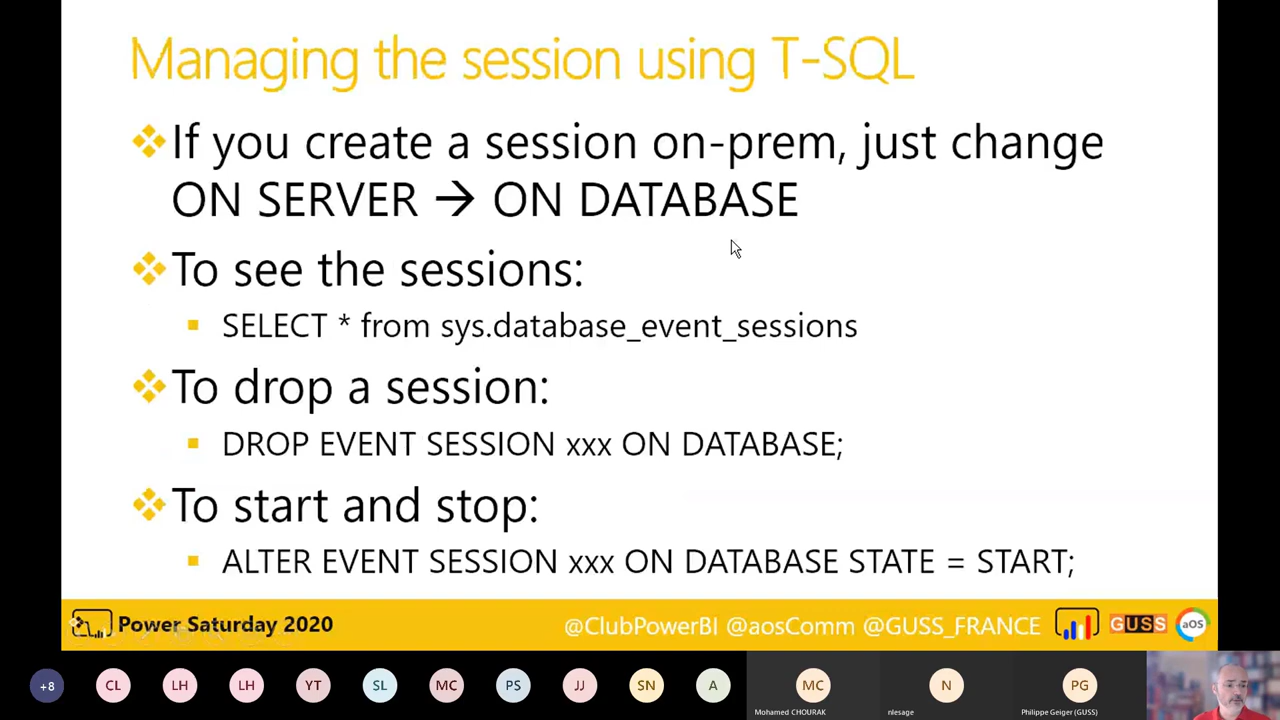 Managing the session using T-SQL
If you create a session on-prem, just change
ON SERVER → ON DATABASE
To see the sessions:
SELECT * from sys.database_event_sessions
To drop a session:
DROP EVENT SESSION xxx ON DATABASE;
To start and stop:
ALTER EVENT SESSION xxx ON DATABASE STATE = START;
Power Saturday 2020
@ClubPowerBI @aosComm @GUSS_FRANCE
GUSS
aOS
+8
CL
LH
LH
YT
SL
MC
PS
JJ
SN
A
MC
Mohamed CHOURAK
N
nlesage
PG
Philippe Geiger (GUSS)